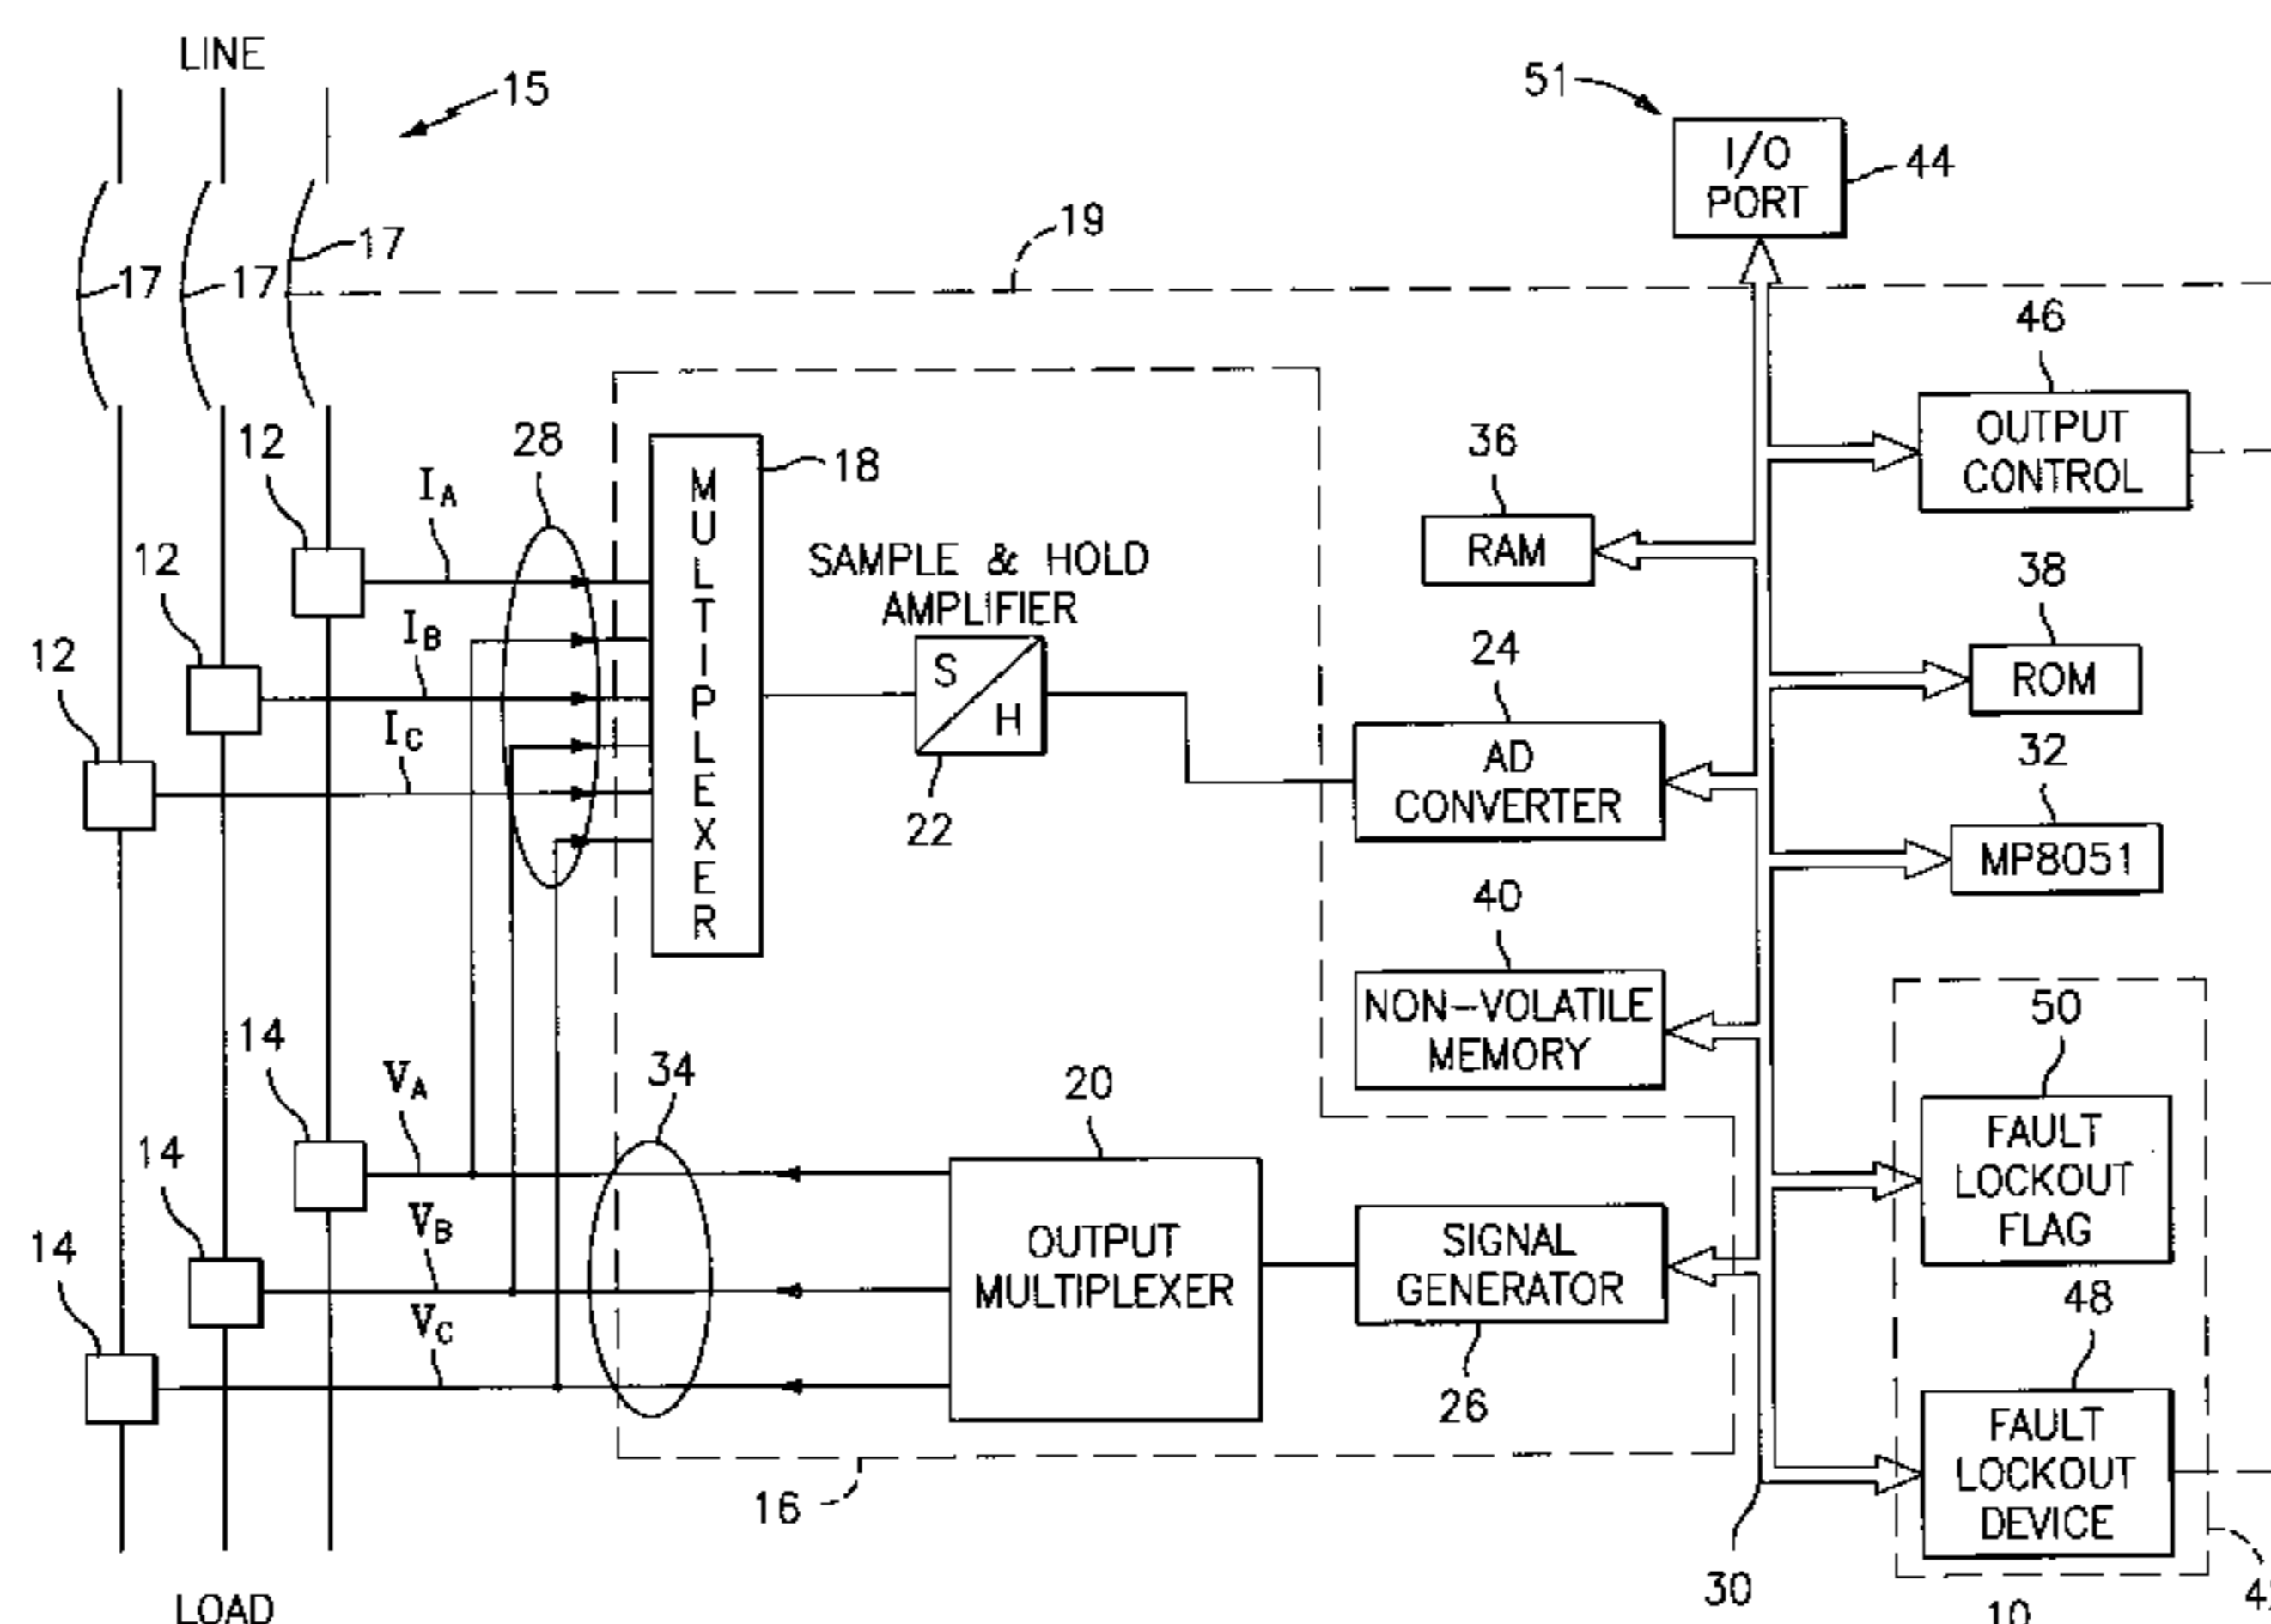 LINE
15
51
I/O
PORT
44
19
17
17
17
46
OUTPUT
CONTROL
12
28
18
36
RAM
I_A
MULTIPLEXER
SAMPLE & HOLD
AMPLIFIER
12
38
ROM
I_B
12
S
H
24
I_C
AD
CONVERTER
32
22
MP8051
40
NON-VOLATILE
MEMORY
50
14
V_A
34
20
FAULT
LOCKOUT
FLAG
14
V_B
OUTPUT
MULTIPLEXER
SIGNAL
GENERATOR
14
V_C
48
26
FAULT
LOCKOUT
DEVICE
16
30
10
LOAD